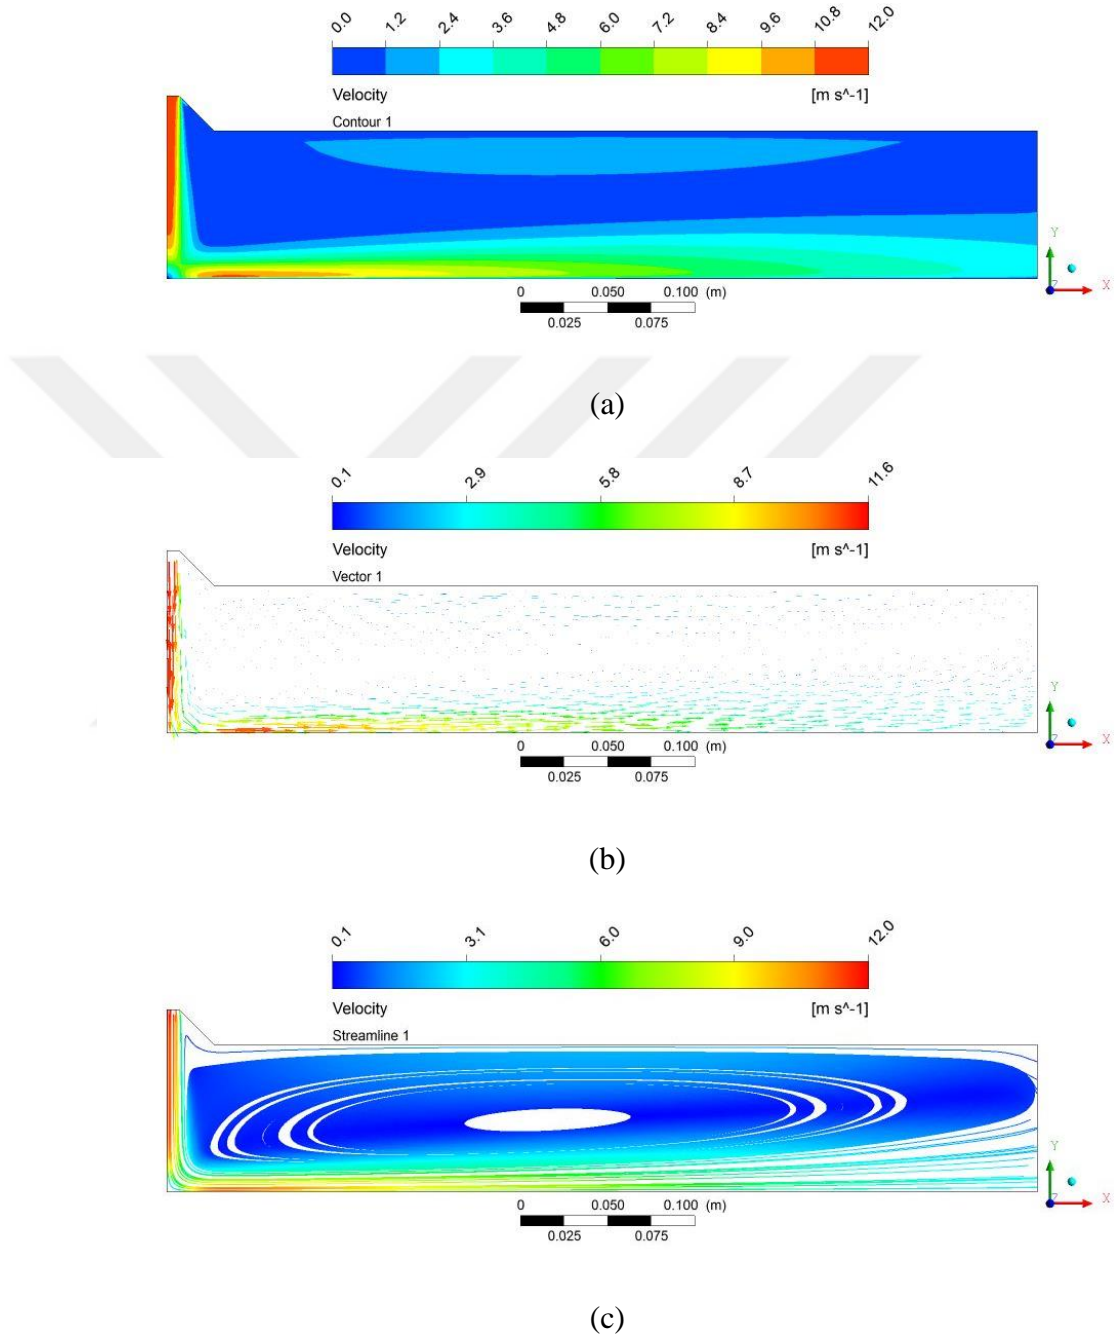 0.0 1.2 2.4 3.6 4.8 6.0 7.2 8.4 9.6 10.8 12.0
Velocity [m s^-1]
Contour 1
Y
X
0 0.050 0.100 (m)
0.025 0.075
(a)
0.1 2.9 5.8 8.7 11.6
Velocity [m s^-1]
Vector 1
Y
Z X
0 0.050 0.100 (m)
0.025 0.075
(b)
0.1 3.1 6.0 9.0 12.0
Velocity [m s^-1]
Streamline 1
Y
Z X
0 0.050 0.100 (m)
0.025 0.075
(c)